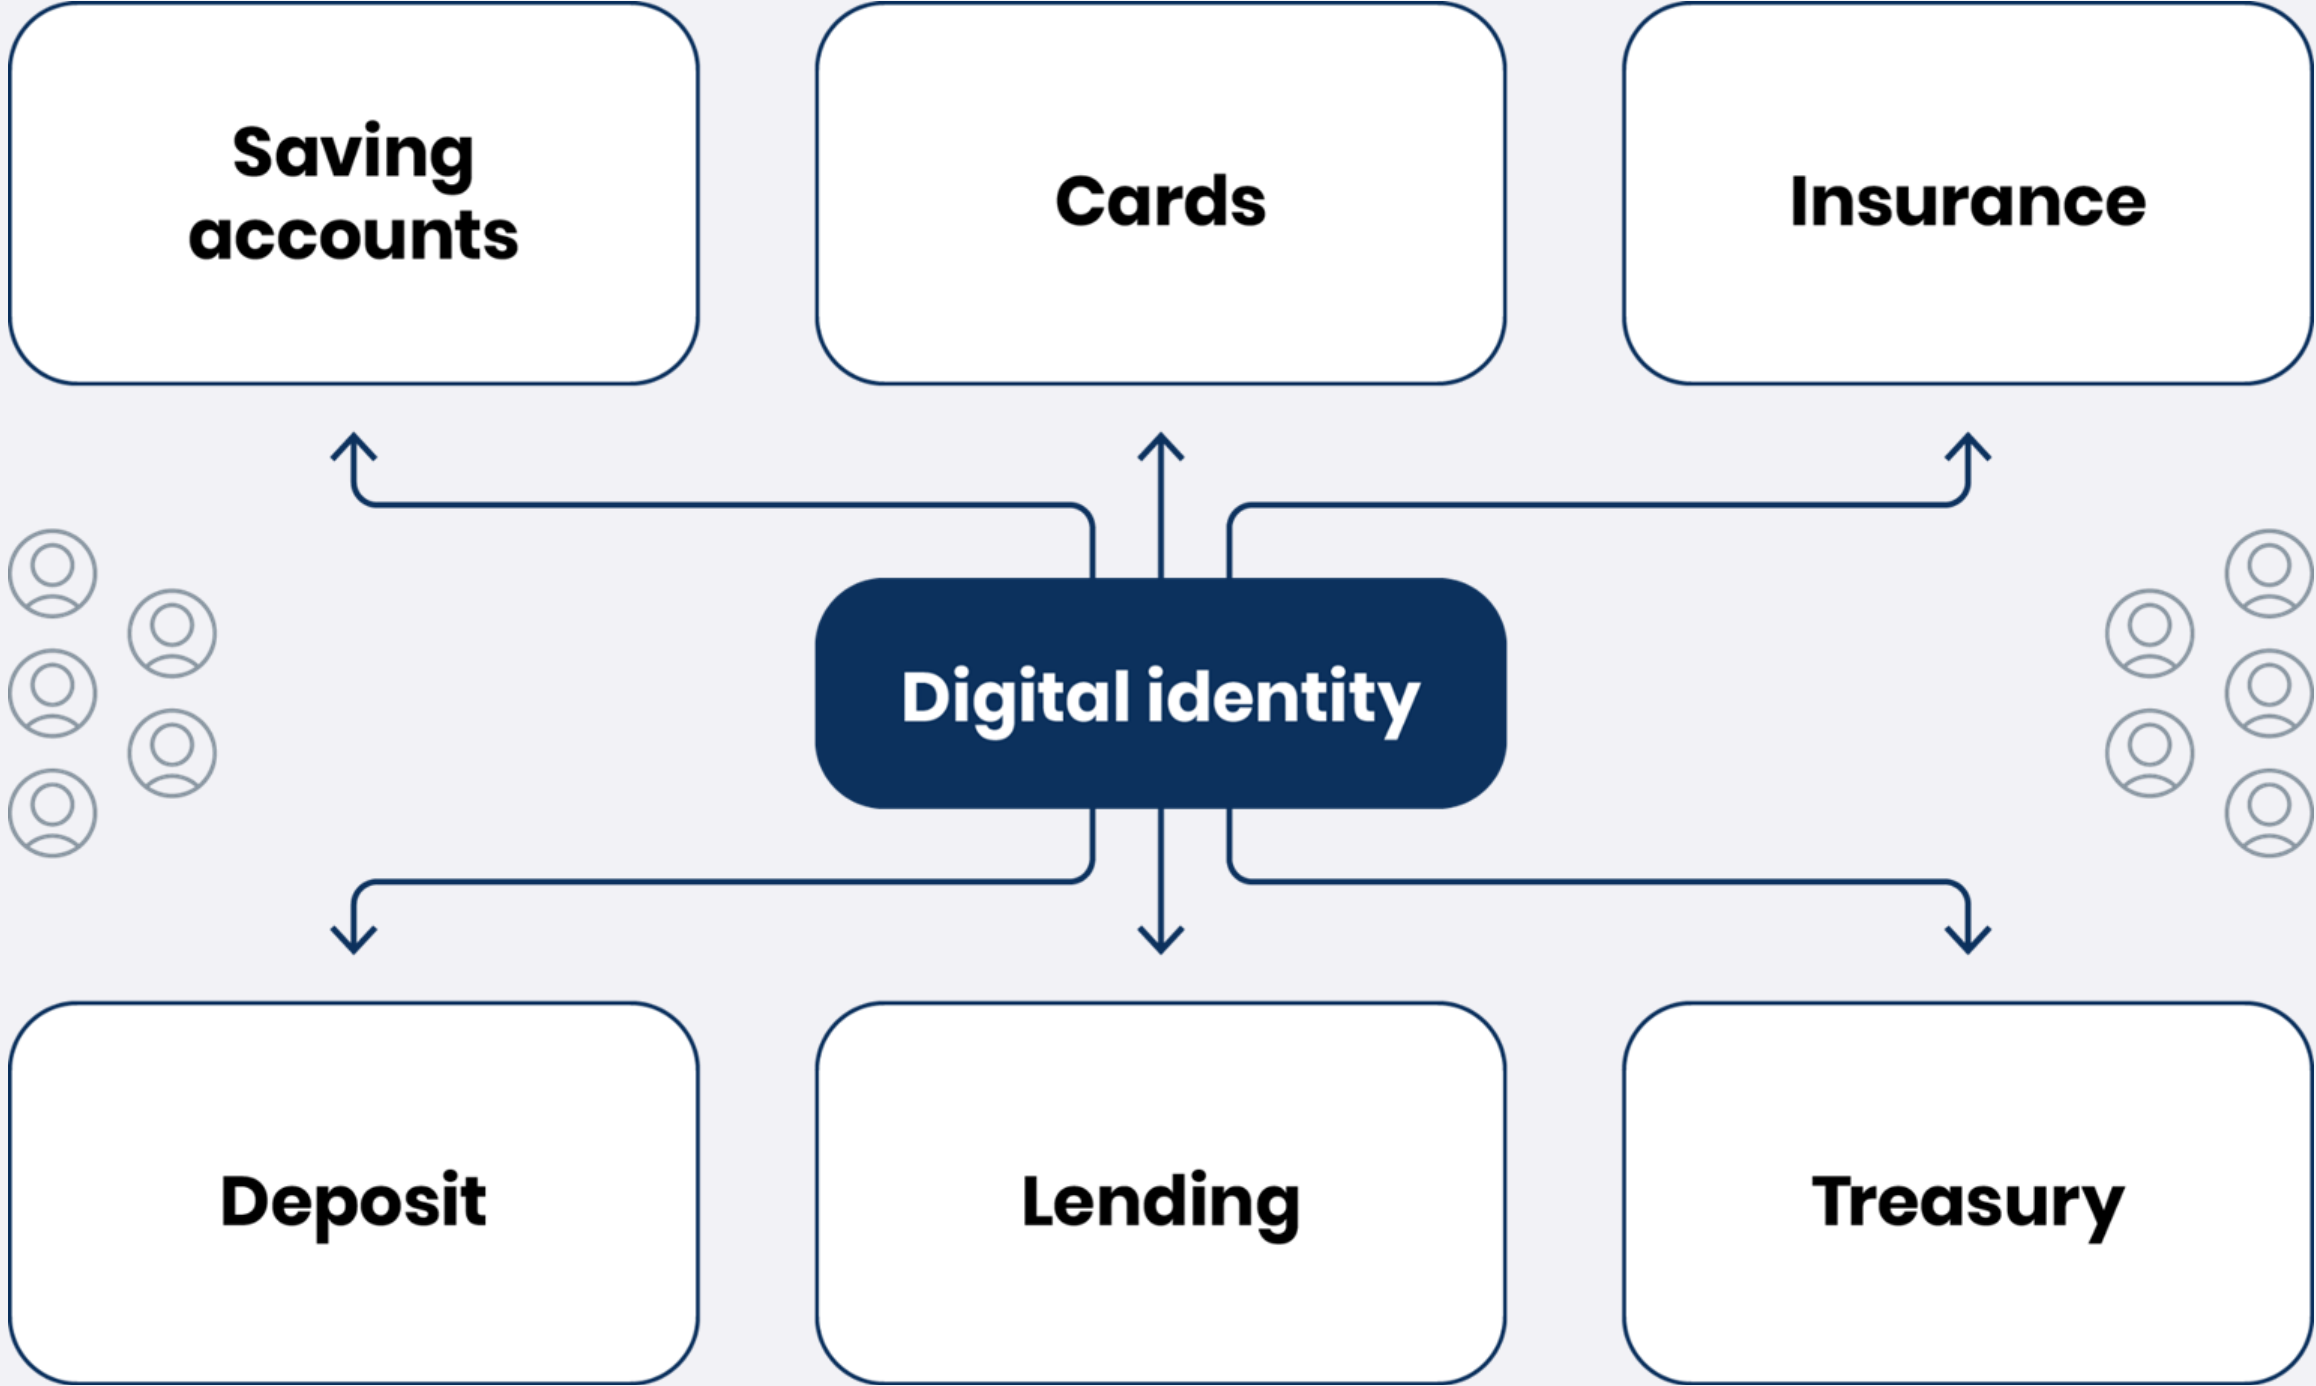 Saving
accounts
Cards
Insurance
Digital identity
Deposit
Lending
Treasury